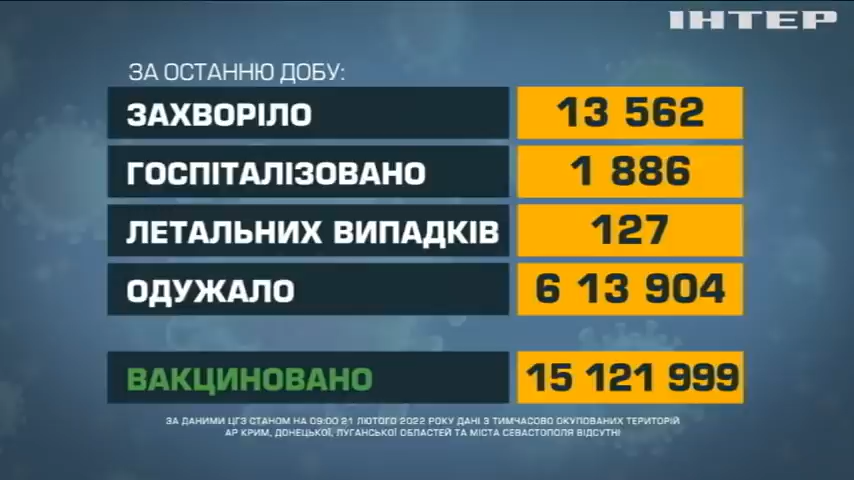 ІНТЕР
ЗА ОСТАННЮ ДОБУ:
ЗАХВОРІЛО 13 562
ГОСПІТАЛІЗОВАНО 1 886
ЛЕТАЛЬНИХ ВИПАДКІВ 127
ОДУЖАЛО 6 13 904
ВАКЦИНОВАНО 15 121 999
ЗА ДАНИМИ ЦГЗ СТАНОМ НА 09:00 21 ЛЮТОГО 2022 РОКУ ДАНІ З ТИМЧАСОВО ОКУПОВАНИХ ТЕРИТОРІЙ
АР КРИМ, ДОНЕЦЬКОЇ, ЛУГАНСЬКОЇ ОБЛАСТЕЙ ТА МІСТА СЕВАСТОПОЛЯ ВІДСУТНІ